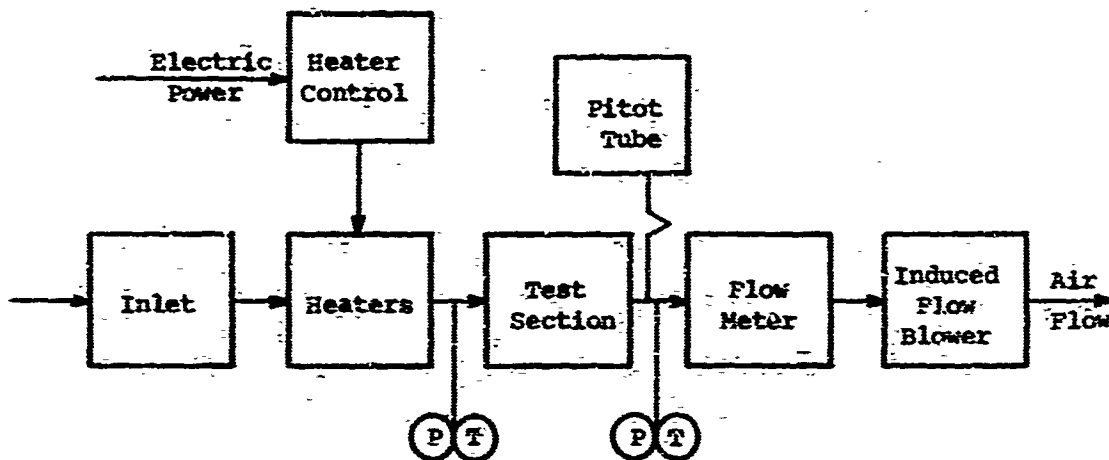 Electric
Power
Heater
Control
Pitot
Tube
Inlet
Heaters
Test
Section
Flow
Meter
Induced
Flow
Blower
Air
Flow
P T
P T